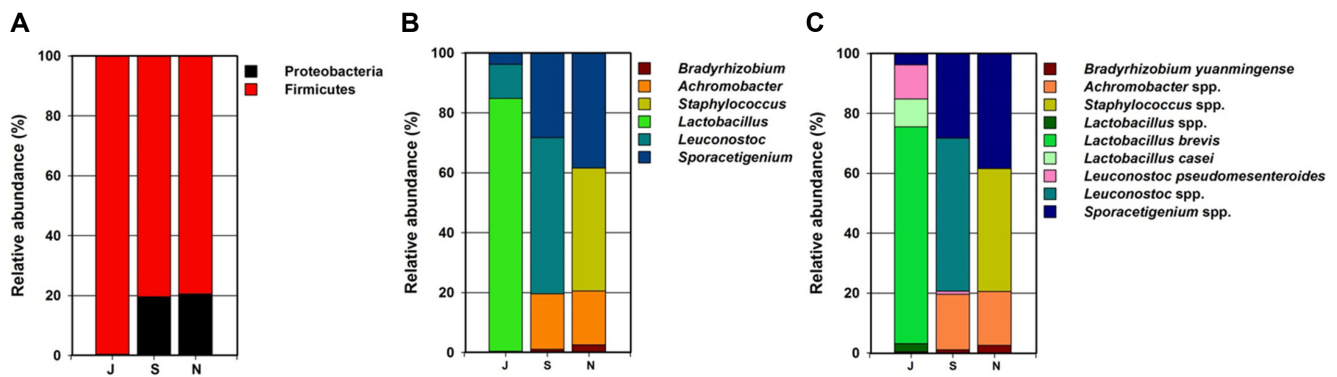 A
100
80
60
40
20
0
Relative abundance (%)
J S N
Proteobacteria
Firmicutes
B
100
80
60
40
20
0
Relative abundance (%)
J S N
Bradyrhizobium
Achromobacter
Staphylococcus
Lactobacillus
Leuconostoc
Sporacetigenium
C
100
80
60
40
20
0
Relative abundance (%)
J S N
Bradyrhizobium yuanmingense
Achromobacter spp.
Staphylococcus spp.
Lactobacillus spp.
Lactobacillus brevis
Lactobacillus casei
Leuconostoc pseudomesenteroides
Leuconostoc spp.
Sporacetigenium spp.